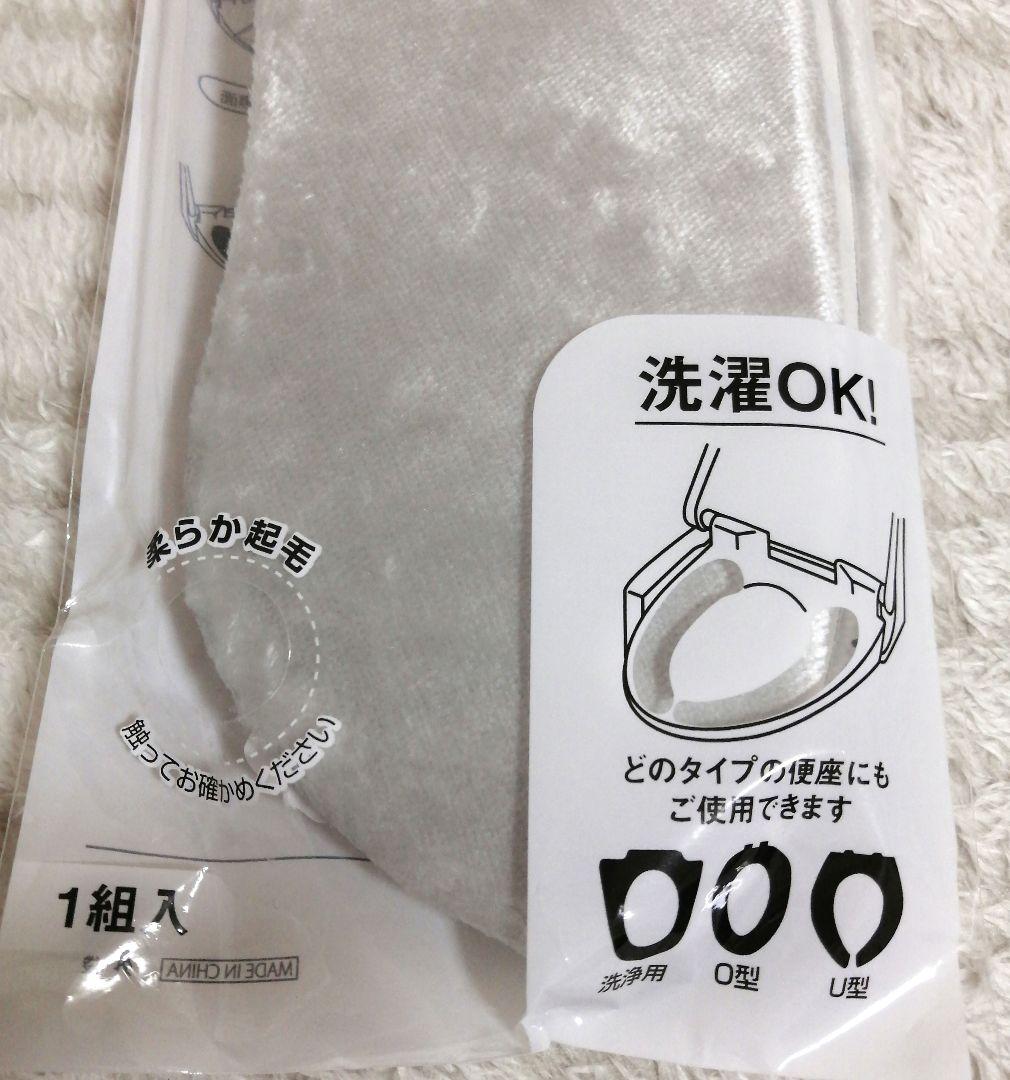 洗濯OK!
柔らか起毛
触ってお確かめください
どのタイプの便座にも
ご使用できます
1組入
洗浄用
O型
U型
MADE IN CHINA